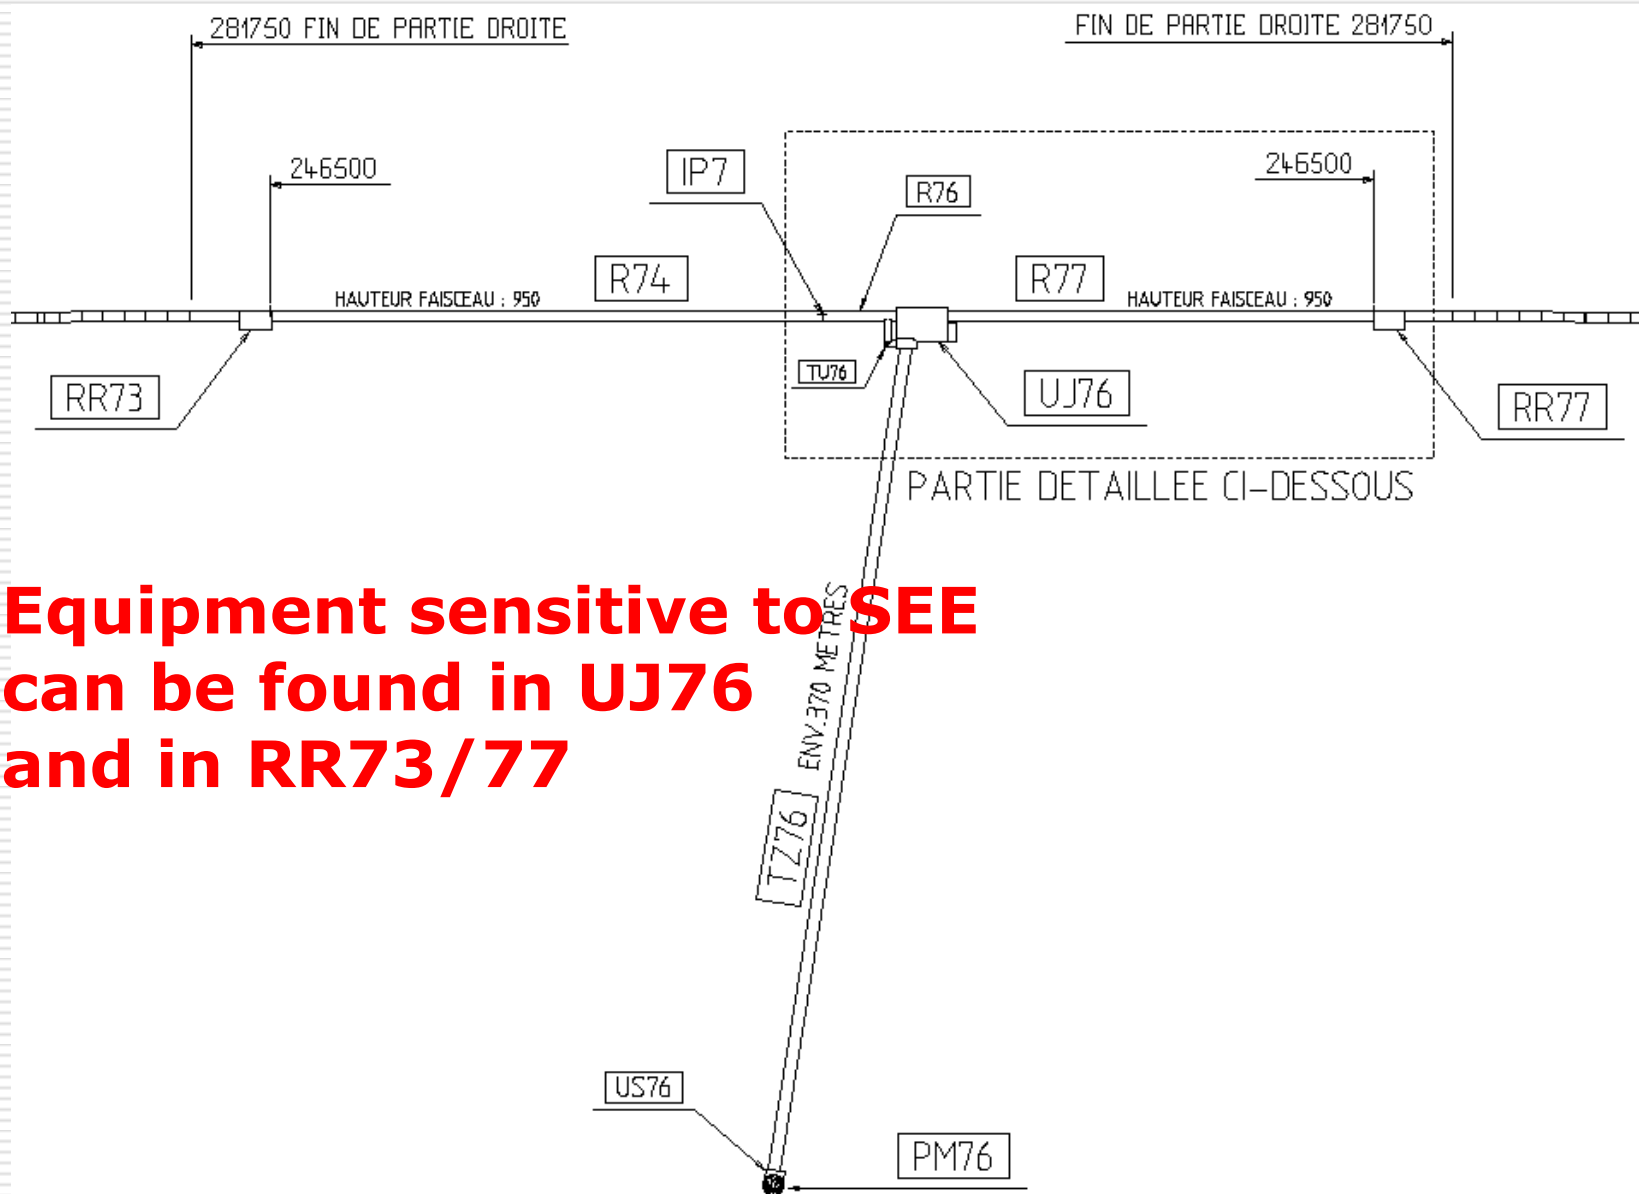 281750 FIN DE PARTIE DROITE
FIN DE PARTIE DROITE 281750
246500
IP7
R76
246500
R74
R77
HAUTEUR FAISCEAU : 950
HAUTEUR FAISCEAU : 950
TU76
RR73
UJ76
RR77
PARTIE DETAILLEE CI-DESSOUS
Equipment sensitive to SEE
can be found in UJ76
and in RR73/77
ENV.370 METRES
TZ76
US76
PM76